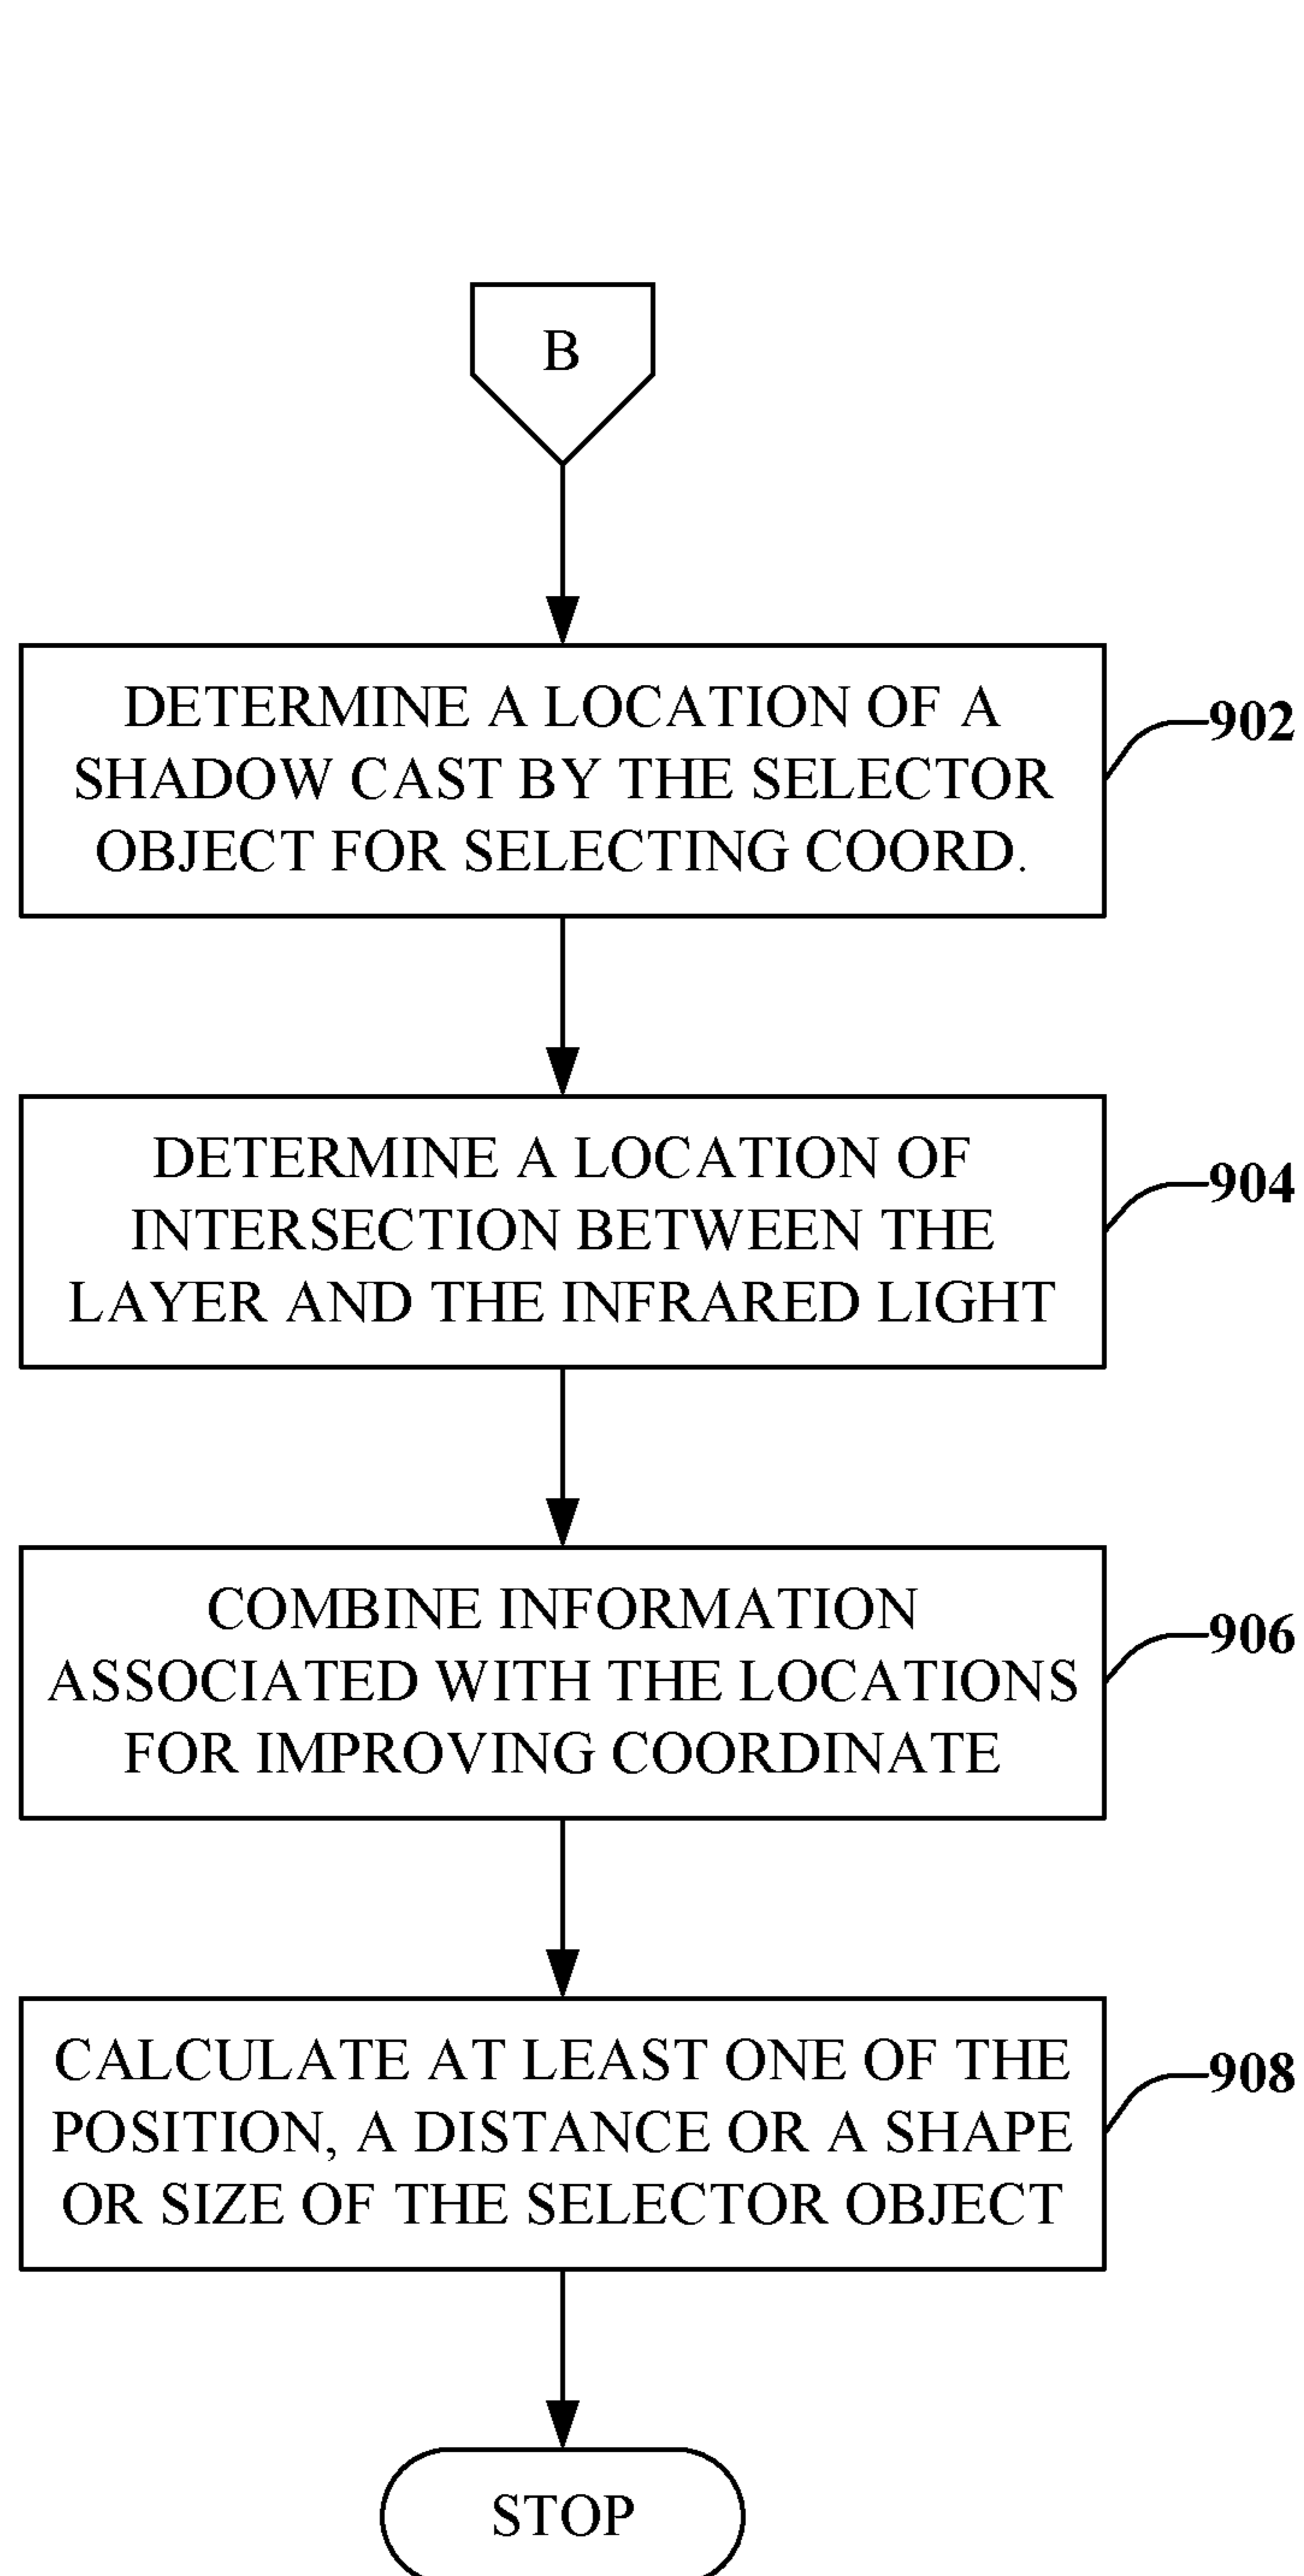 B
DETERMINE A LOCATION OF A
SHADOW CAST BY THE SELECTOR
OBJECT FOR SELECTING COORD.
902
DETERMINE A LOCATION OF
INTERSECTION BETWEEN THE
LAYER AND THE INFRARED LIGHT
904
COMBINE INFORMATION
ASSOCIATED WITH THE LOCATIONS
FOR IMPROVING COORDINATE
906
CALCULATE AT LEAST ONE OF THE
POSITION, A DISTANCE OR A SHAPE
OR SIZE OF THE SELECTOR OBJECT
908
STOP